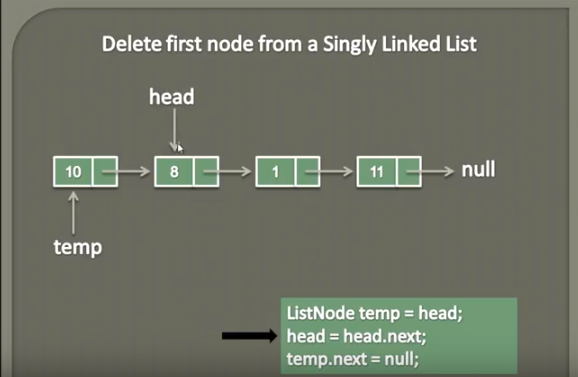 Delete first node from a Singly Linked List
head
10 8 1 11 null
temp
ListNode temp = head;
head = head.next;
temp.next = null;